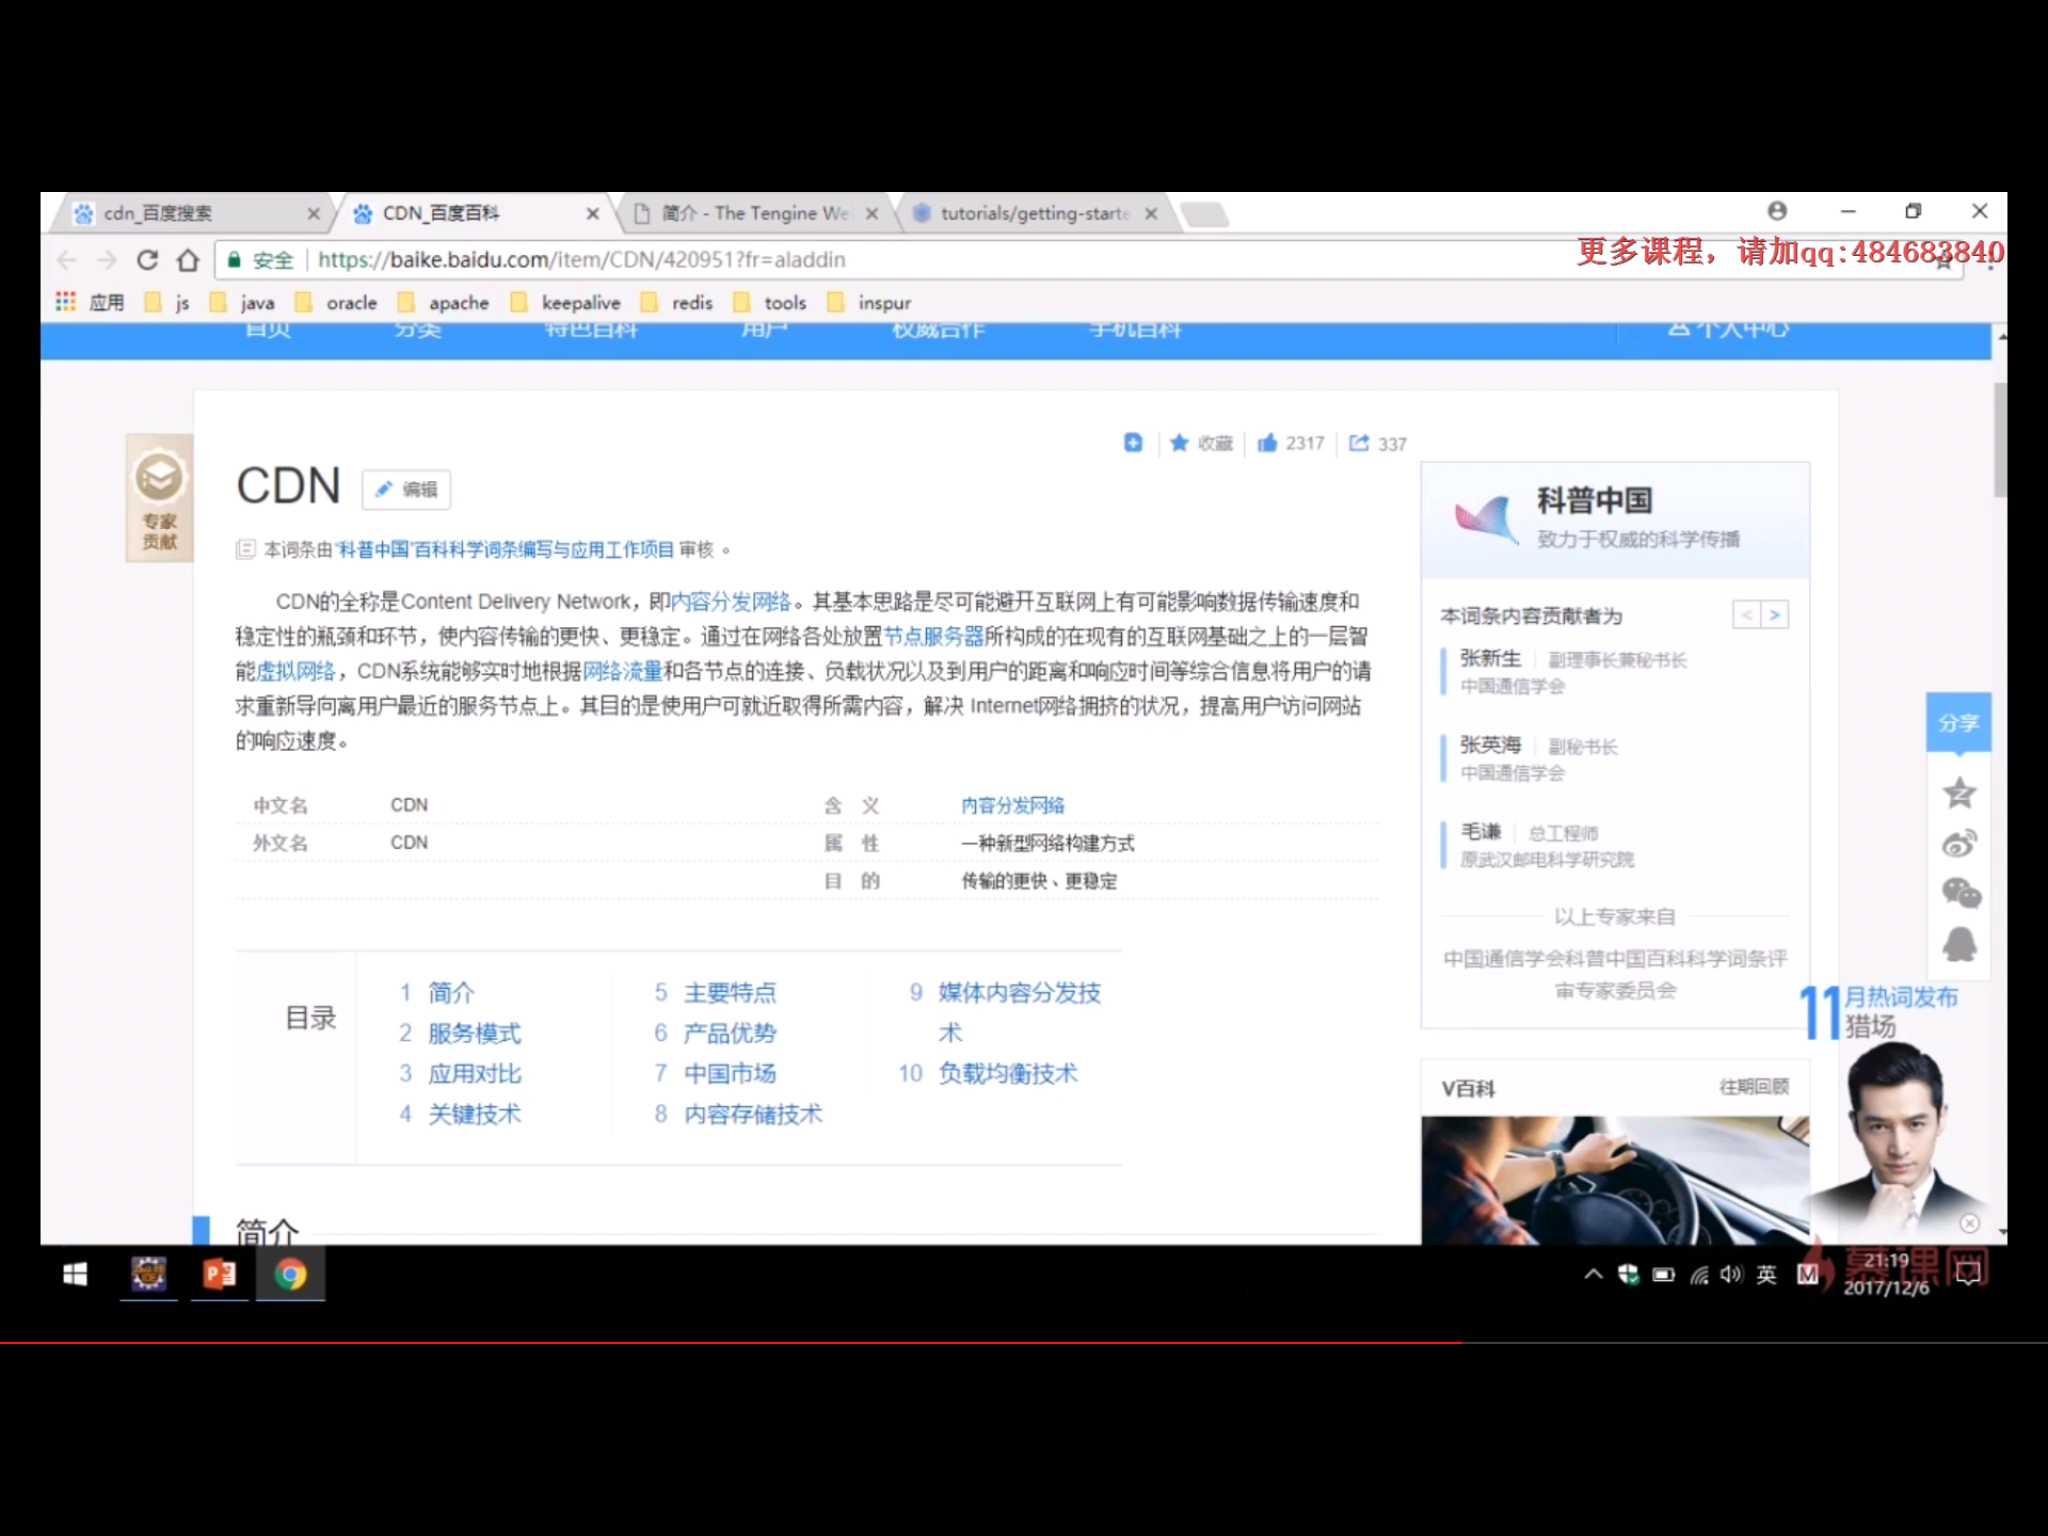 cdn_百度搜索
CDN_百度百科
简介 - The Tengine We
tutorials/getting-starte
安全 https://baike.baidu.com/item/CDN/420951?fr=aladdin
更多课程，请加qq:484683840
应用 js java oracle apache keepalive redis tools inspur
首页 分类 特色百科 用户 权威合作 手机百科 个人中心
收藏 2317 337
专家
贡献
CDN 编辑
本词条由“科普中国”百科科学词条编写与应用工作项目 审核 。
CDN的全称是Content Delivery Network，即内容分发网络。其基本思路是尽可能避开互联网上有可能影响数据传输速度和
稳定性的瓶颈和环节，使内容传输的更快、更稳定。通过在网络各处放置节点服务器所构成的在现有的互联网基础之上的一层智
能虚拟网络，CDN系统能够实时地根据网络流量和各节点的连接、负载状况以及到用户的距离和响应时间等综合信息将用户的请
求重新导向离用户最近的服务节点上。其目的是使用户可就近取得所需内容，解决 Internet网络拥挤的状况，提高用户访问网站
的响应速度。
中文名 CDN 含 义 内容分发网络
外文名 CDN 属 性 一种新型网络构建方式
目 的 传输的更快、更稳定
目录
1 简介
2 服务模式
3 应用对比
4 关键技术
5 主要特点
6 产品优势
7 中国市场
8 内容存储技术
9 媒体内容分发技
术
10 负载均衡技术
简介
科普中国
致力于权威的科学传播
本词条内容贡献者为 < >
张新生 副理事长兼秘书长
中国通信学会
张英海 副秘书长
中国通信学会
毛谦 总工程师
原武汉邮电科学研究院
以上专家来自
中国通信学会科普中国百科科学词条评
审专家委员会
V百科 往期回顾
分享
11月热词发布
猎场
英 M
慕课网
21:19
2017/12/6